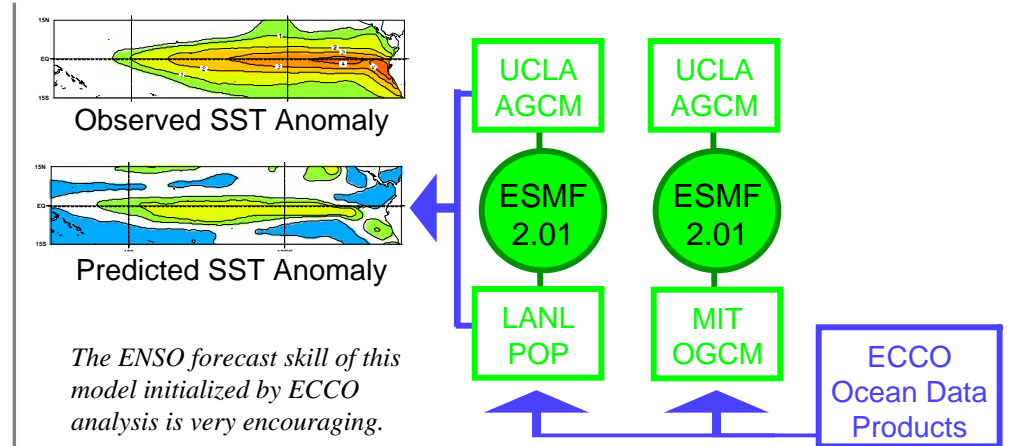 15N
EQ
15S
Observed SST Anomaly
15N
EQ
15S
Predicted SST Anomaly
The ENSO forecast skill of this
model initialized by ECCO
analysis is very encouraging.
UCLA
AGCM
ESMF
2.01
LANL
POP
UCLA
AGCM
ESMF
2.01
MIT
OGCM
ECCO
Ocean Data
Products